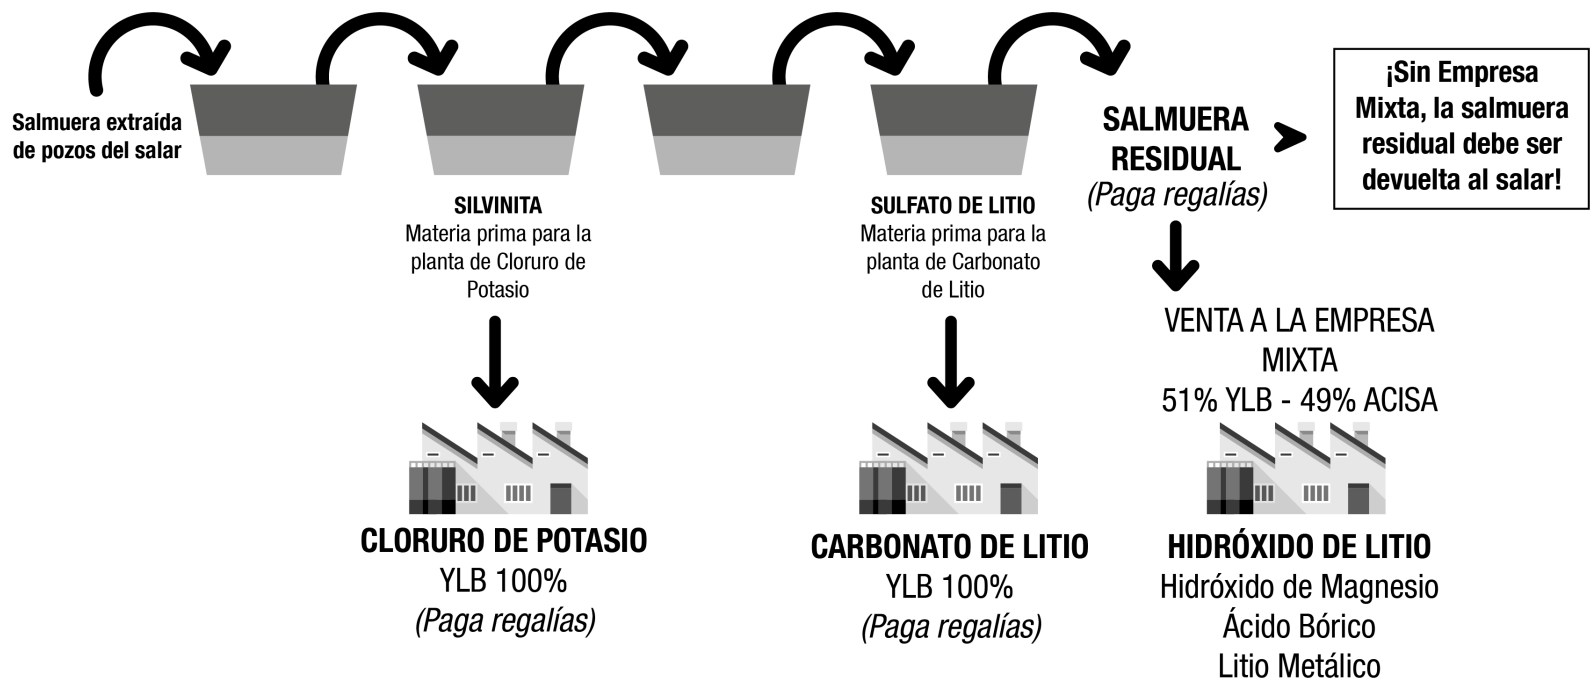 Salmuera extraída
de pozos del salar
SILVINITA
Materia prima para la
planta de Cloruro de
Potasio
CLORURO DE POTASIO
YLB 100%
(Paga regalías)
SULFATO DE LITIO
Materia prima para la
planta de Carbonato
de Litio
CARBONATO DE LITIO
YLB 100%
(Paga regalías)
SALMUERA
RESIDUAL
(Paga regalías)
¡Sin Empresa
Mixta, la salmuera
residual debe ser
devuelta al salar!
VENTA A LA EMPRESA
MIXTA
51% YLB - 49% ACISA
HIDRÓXIDO DE LITIO
Hidróxido de Magnesio
Ácido Bórico
Litio Metálico